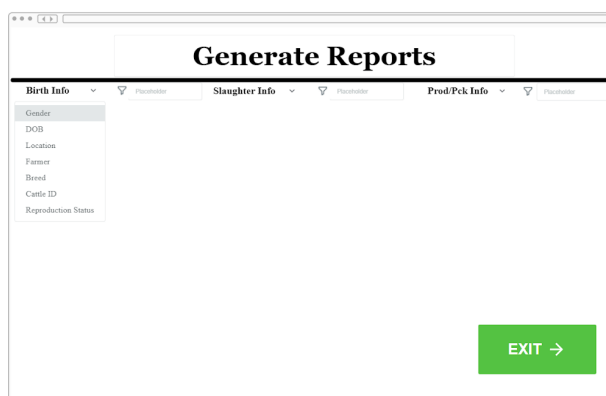 Generate Reports
Birth Info Placeholder Slaughter Info Placeholder Prod/Pck Info Placeholder
Gender
DOB
Location
Farmer
Breed
Cattle ID
Reproduction Status
EXIT →